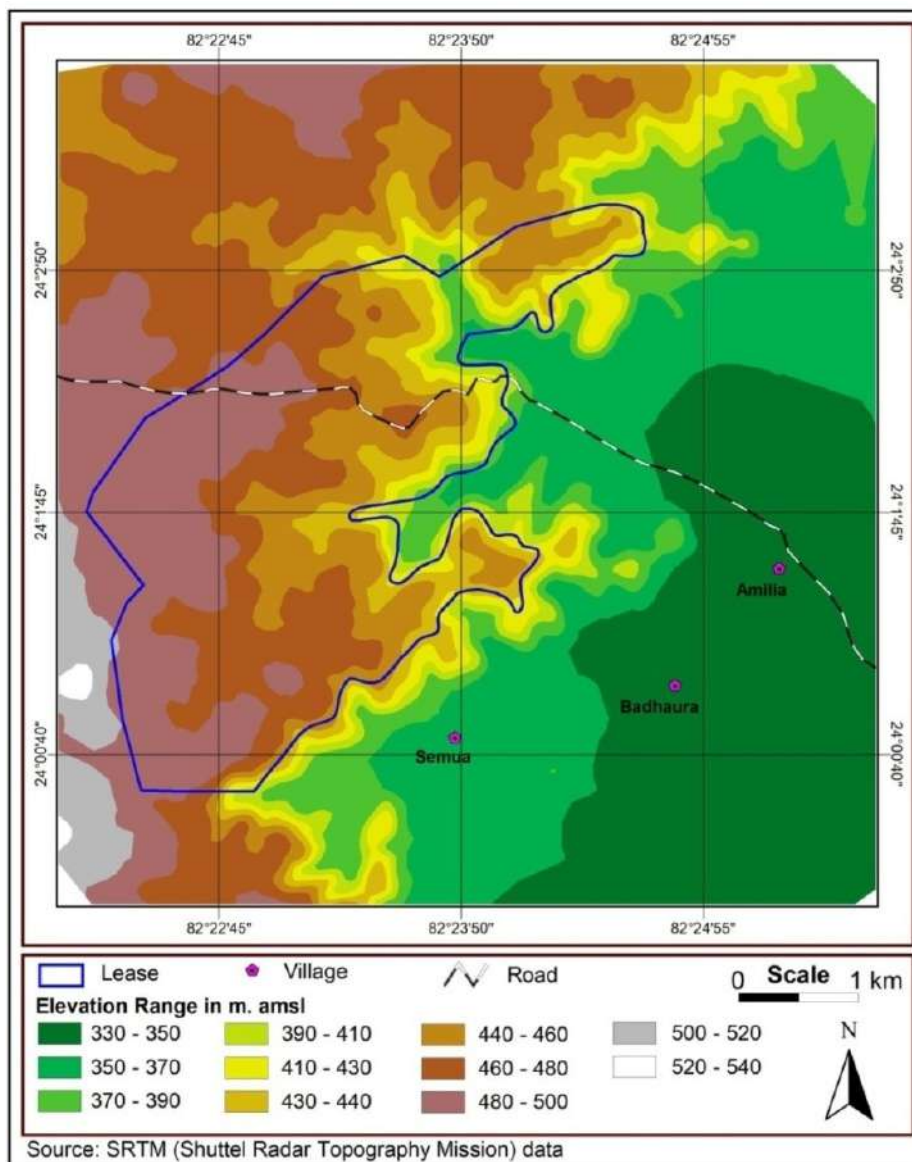 82°22'45" 82°23'50" 82°24'55"
24°2'50" 24°2'50"
24°1'45" 24°1'45"
Amilia
Badhaura
Semua
24°00'40" 24°00'40"
82°22'45" 82°23'50" 82°24'55"
Lease Village Road 0 Scale 1 km
Elevation Range in m. amsl
330 - 350 390 - 410 440 - 460 500 - 520 N
350 - 370 410 - 430 460 - 480 520 - 540
370 - 390 430 - 440 480 - 500
Source: SRTM (Shuttel Radar Topography Mission) data